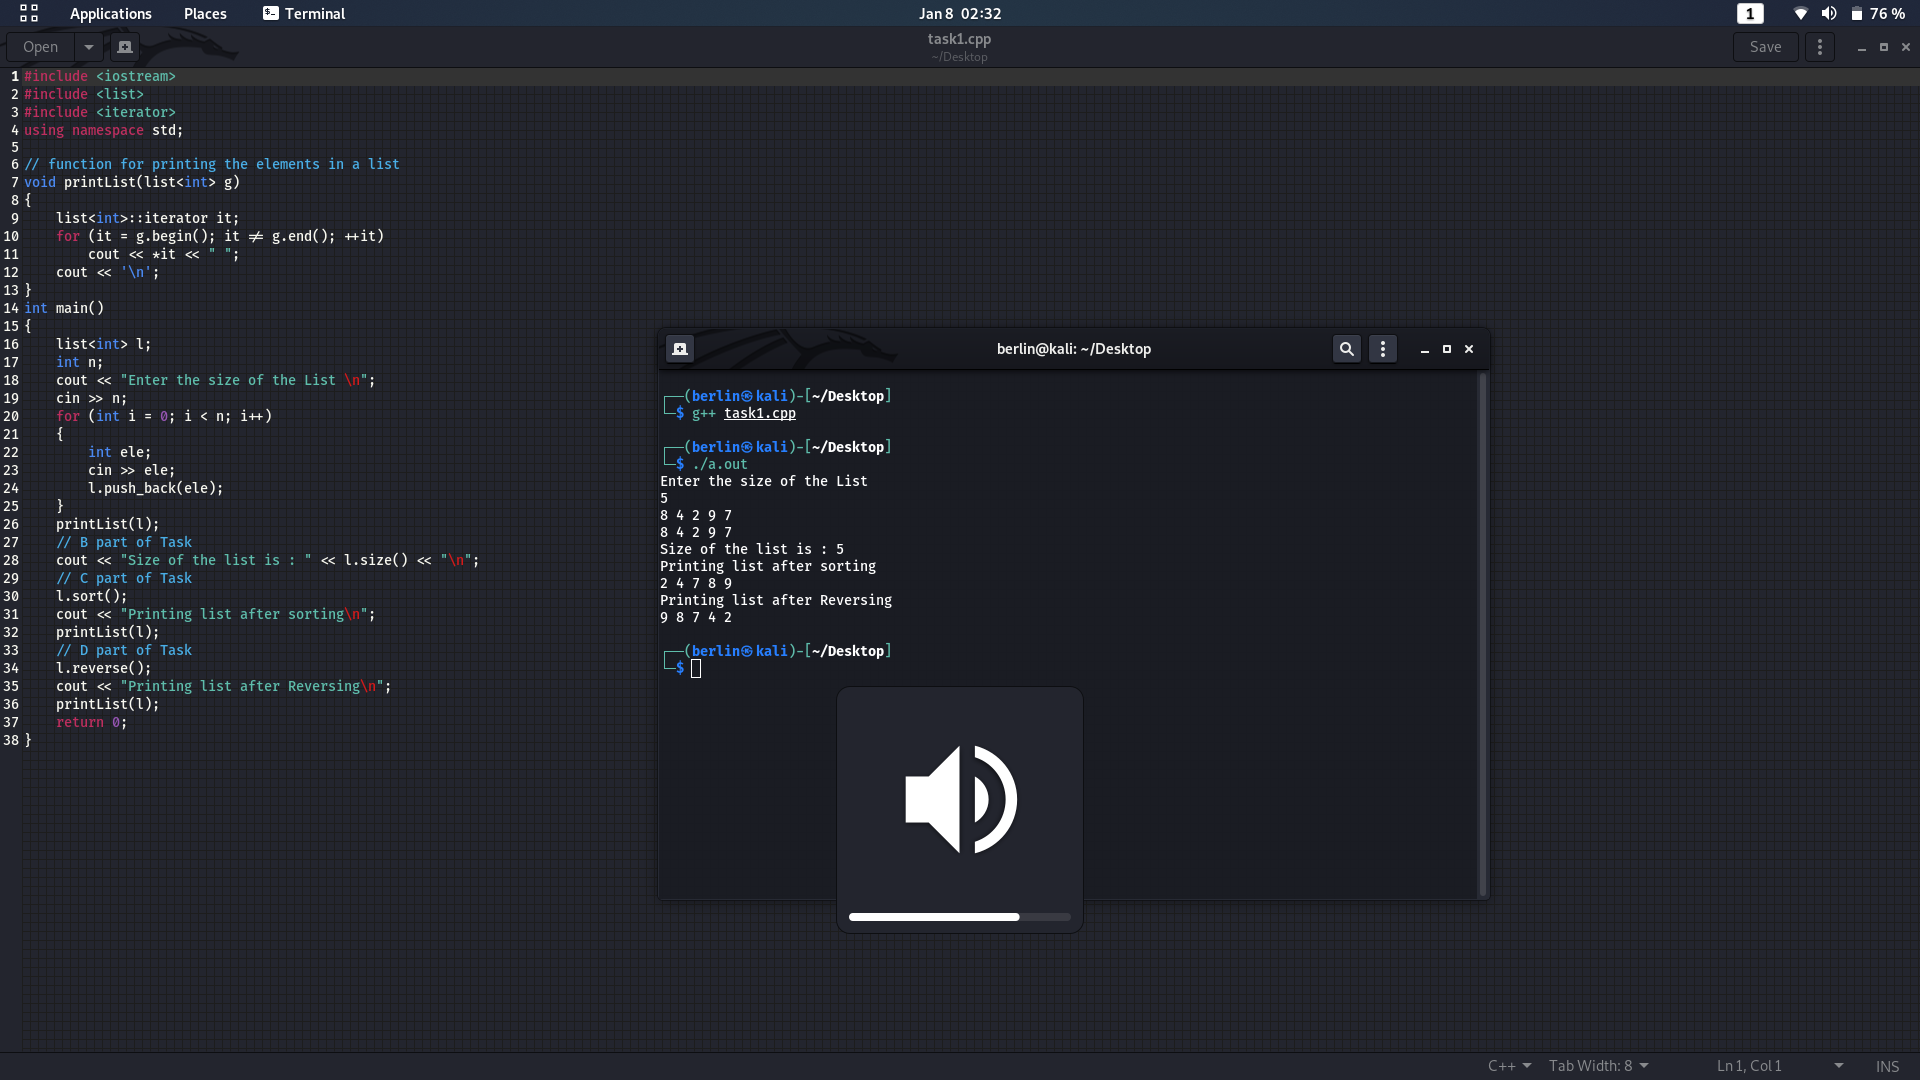 Applications Places Terminal Jan 8 02:32 1 76 %
Open task1.cpp Save
~/Desktop
1 #include <iostream>
2 #include <list>
3 #include <iterator>
4 using namespace std;
5
6 // function for printing the elements in a list
7 void printList(list<int> g)
8 {
9     list<int>::iterator it;
10     for (it = g.begin(); it != g.end(); ++it)
11         cout << *it << " ";
12     cout << '\n';
13 }
14 int main()
15 {
16     list<int> l;
17     int n;
18     cout << "Enter the size of the List \n";
19     cin >> n;
20     for (int i = 0; i < n; i++)
21     {
22         int ele;
23         cin >> ele;
24         l.push_back(ele);
25     }
26     printList(l);
27     // B part of Task
28     cout << "Size of the list is : " << l.size() << "\n";
29     // C part of Task
30     l.sort();
31     cout << "Printing list after sorting\n";
32     printList(l);
33     // D part of Task
34     l.reverse();
35     cout << "Printing list after Reversing\n";
36     printList(l);
37     return 0;
38 }
berlin@kali: ~/Desktop
┌──(berlin㉿kali)-[~/Desktop]
└─$ g++ task1.cpp
┌──(berlin㉿kali)-[~/Desktop]
└─$ ./a.out
Enter the size of the List
5
8 4 2 9 7
8 4 2 9 7
Size of the list is : 5
Printing list after sorting
2 4 7 8 9
Printing list after Reversing
9 8 7 4 2
┌──(berlin㉿kali)-[~/Desktop]
└─$
C++ Tab Width: 8 Ln 1, Col 1 INS